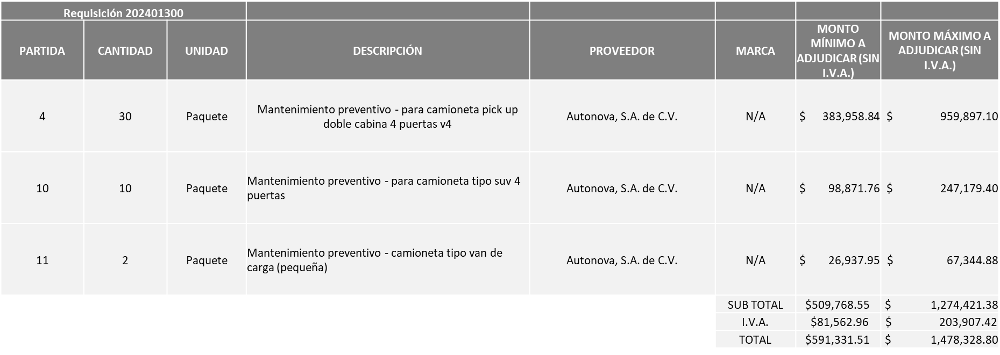 Requisición 202401300
PARTIDA CANTIDAD UNIDAD DESCRIPCIÓN PROVEEDOR MARCA MONTO MÍNIMO A ADJUDICAR (SIN I.V.A.) MONTO MÁXIMO A ADJUDICAR (SIN I.V.A.)
4 30 Paquete Mantenimiento preventivo - para camioneta pick up doble cabina 4 puertas v4 Autonova, S.A. de C.V. N/A $ 383,958.84 $ 959,897.10
10 10 Paquete Mantenimiento preventivo - para camioneta tipo suv 4 puertas Autonova, S.A. de C.V. N/A $ 98,871.76 $ 247,179.40
11 2 Paquete Mantenimiento preventivo - camioneta tipo van de carga (pequeña) Autonova, S.A. de C.V. N/A $ 26,937.95 $ 67,344.88
SUB TOTAL $509,768.55 $ 1,274,421.38
I.V.A. $81,562.96 $ 203,907.42
TOTAL $591,331.51 $ 1,478,328.80